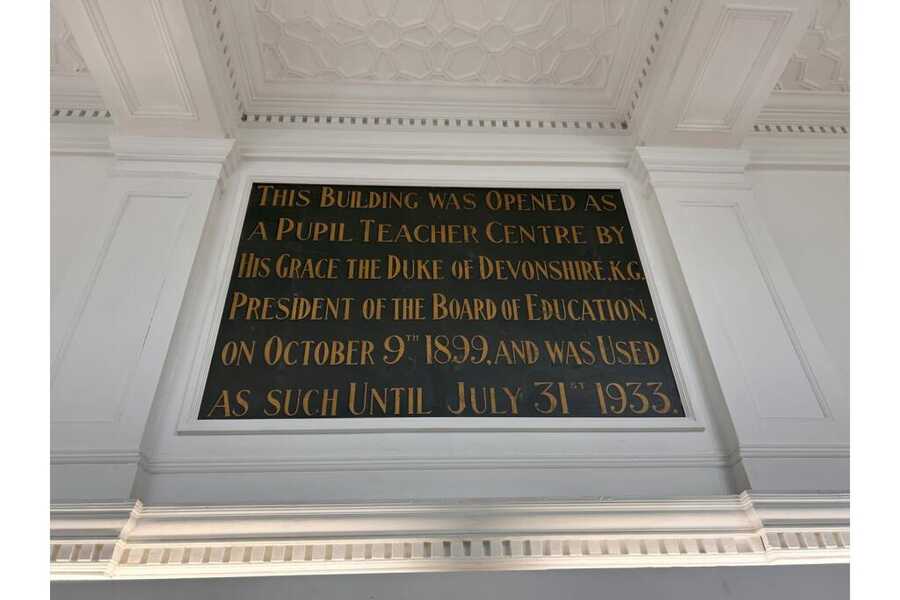 This Building was Opened as
a Pupil Teacher Centre by
His Grace the Duke of Devonshire, K.G.
President of the Board of Education,
on October 9th 1899, and was Used
as such Until July 31st 1933.